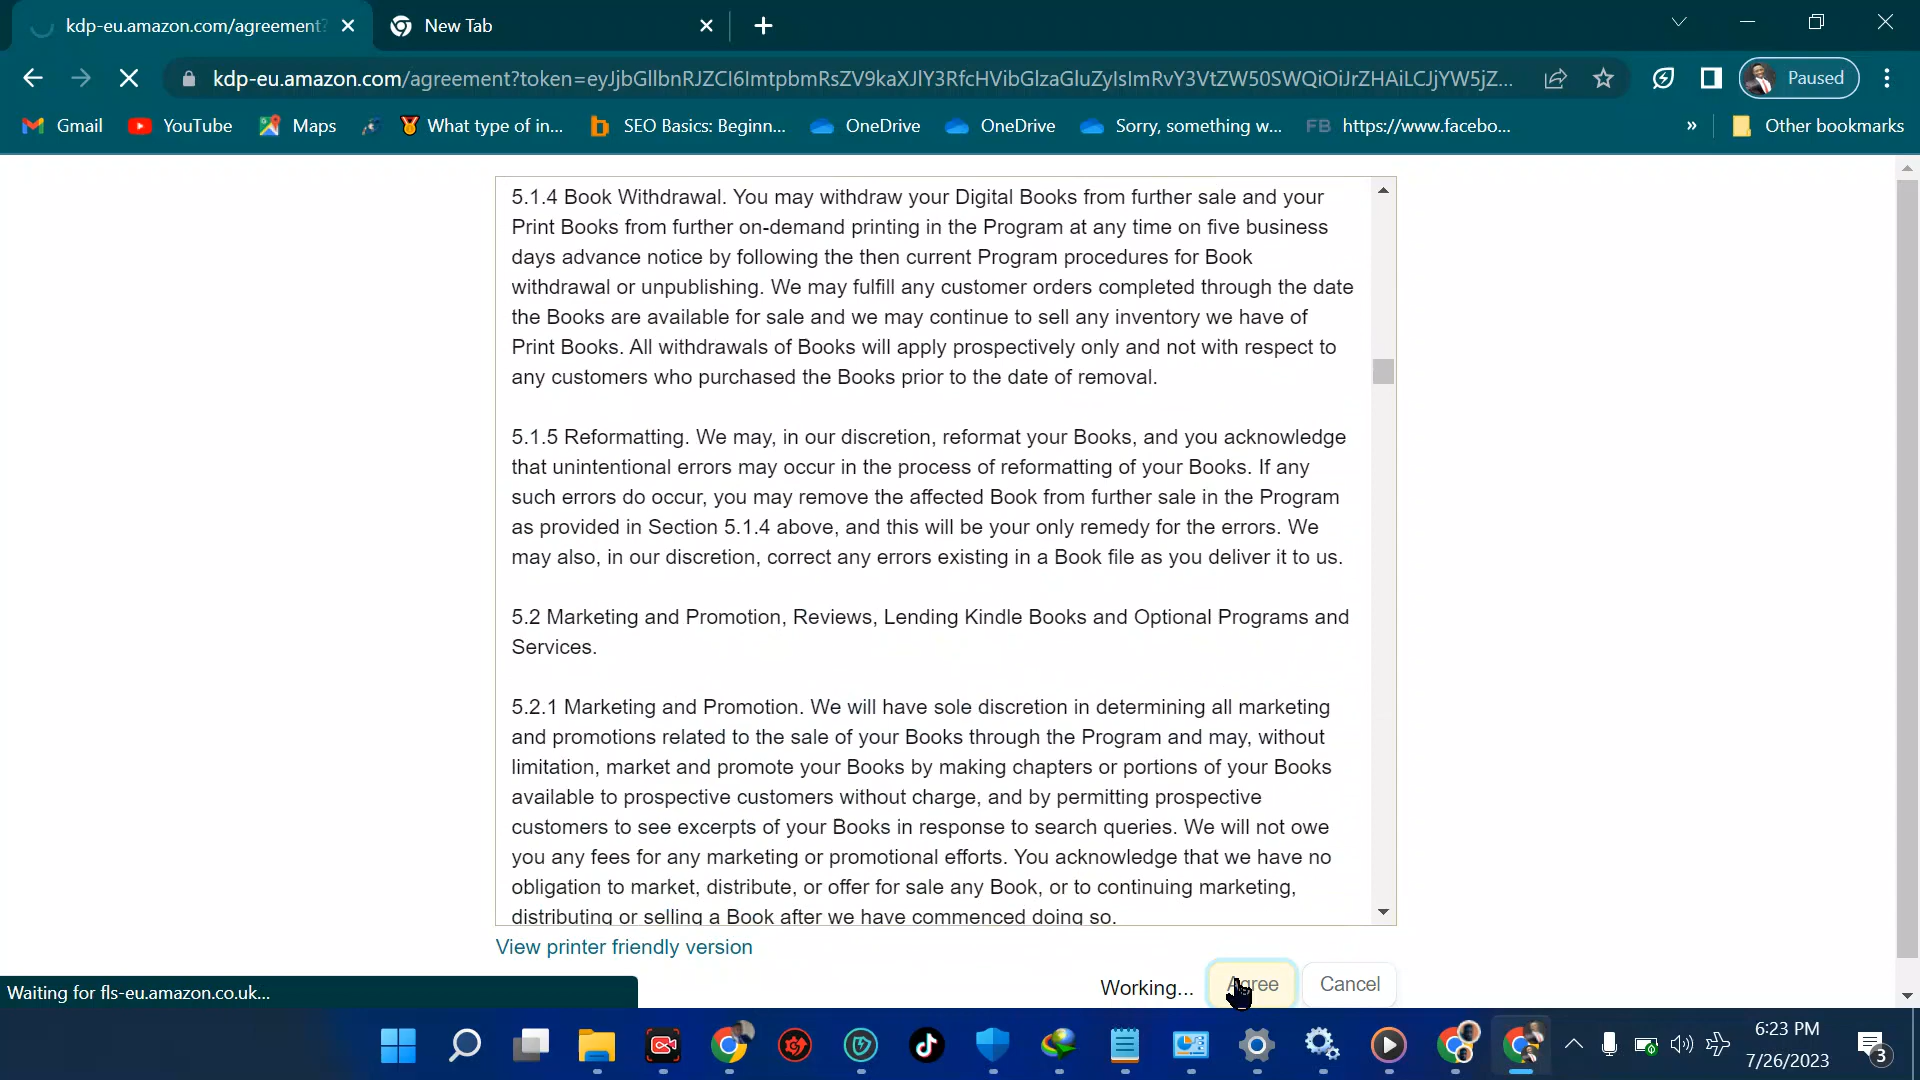 kdp-eu.amazon.com/agreement?
New Tab
kdp-eu.amazon.com/agreement?token=eyJjbGllbnRJZCI6ImtpbmRsZV9kaXJlY3RfcHVibGlzaGluZyIsImRvY3VtZW50SWQiOiJrZHAiLCJjYW5jZ...
Paused
Gmail
YouTube
Maps
What type of in...
SEO Basics: Beginn...
OneDrive
OneDrive
Sorry, something w...
FB https://www.facebo...
»
Other bookmarks
5.1.4 Book Withdrawal. You may withdraw your Digital Books from further sale and your
Print Books from further on-demand printing in the Program at any time on five business
days advance notice by following the then current Program procedures for Book
withdrawal or unpublishing. We may fulfill any customer orders completed through the date
the Books are available for sale and we may continue to sell any inventory we have of
Print Books. All withdrawals of Books will apply prospectively only and not with respect to
any customers who purchased the Books prior to the date of removal.
5.1.5 Reformatting. We may, in our discretion, reformat your Books, and you acknowledge
that unintentional errors may occur in the process of reformatting of your Books. If any
such errors do occur, you may remove the affected Book from further sale in the Program
as provided in Section 5.1.4 above, and this will be your only remedy for the errors. We
may also, in our discretion, correct any errors existing in a Book file as you deliver it to us.
5.2 Marketing and Promotion, Reviews, Lending Kindle Books and Optional Programs and
Services.
5.2.1 Marketing and Promotion. We will have sole discretion in determining all marketing
and promotions related to the sale of your Books through the Program and may, without
limitation, market and promote your Books by making chapters or portions of your Books
available to prospective customers without charge, and by permitting prospective
customers to see excerpts of your Books in response to search queries. We will not owe
you any fees for any marketing or promotional efforts. You acknowledge that we have no
obligation to market, distribute, or offer for sale any Book, or to continuing marketing,
distributing or selling a Book after we have commenced doing so.
View printer friendly version
Working...
Agree
Cancel
Waiting for fls-eu.amazon.co.uk...
6:23 PM
7/26/2023
3